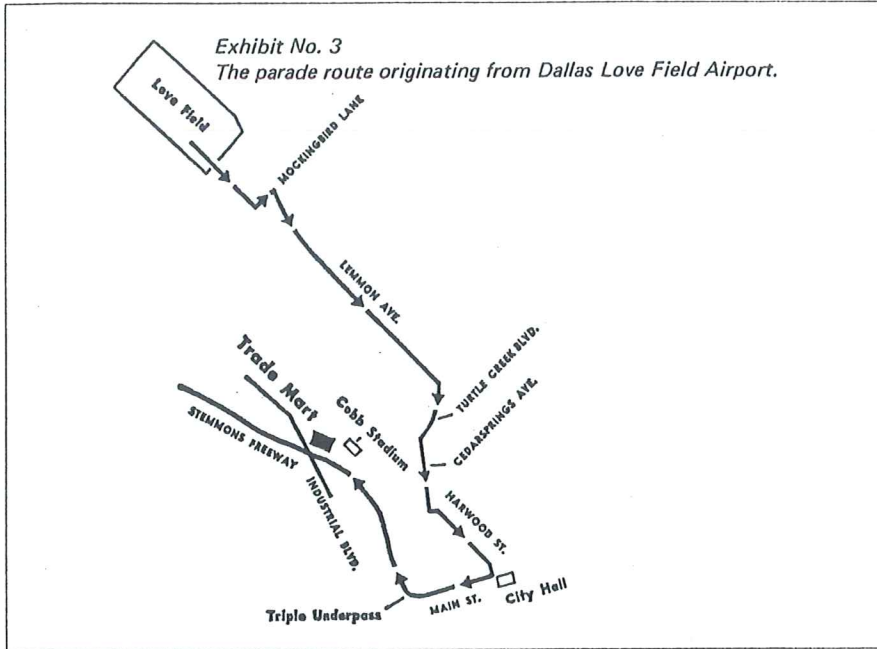 Exhibit No. 3
The parade route originating from Dallas Love Field Airport.
Love Field
MOCKINGBIRD LANE
LEMMON AVE.
TURTLE CREEK BLVD.
CEDARSPRINGS AVE.
Trade Mart
Cobb Stadium
STEMMONS FREEWAY
INDUSTRIAL BLVD.
HARWOOD ST.
City Hall
MAIN ST.
Triple Underpass